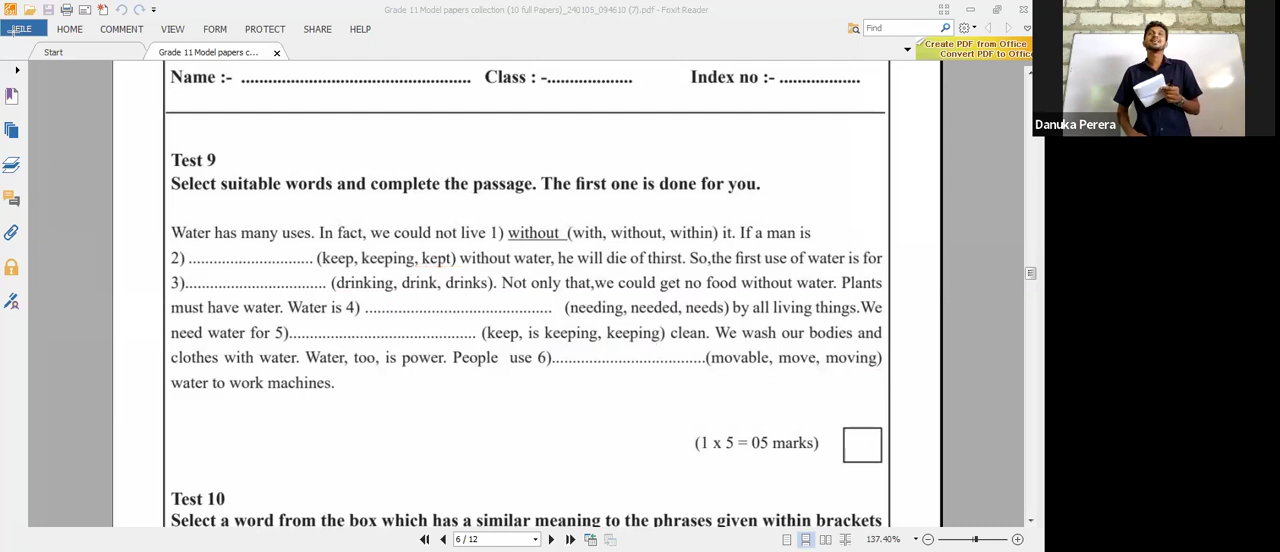 Grade 11 Model papers collection (10 full Papers)_240105_094610 (7).pdf - Foxit Reader
FILE HOME COMMENT VIEW FORM PROTECT SHARE HELP
Find
Start Grade 11 Model papers c...
Create PDF from Office
Convert PDF to Office
Danuka Perera
Name :- .............................................. Class : -................. Index no :- ................
Test 9
Select suitable words and complete the passage. The first one is done for you.
Water has many uses. In fact, we could not live 1) without (with, without, within) it. If a man is
2) ............................... (keep, keeping, kept) without water, he will die of thirst. So,the first use of water is for
3)................................... (drinking, drink, drinks). Not only that,we could get no food without water. Plants
must have water. Water is 4) ............................................... (needing, needed, needs) by all living things.We
need water for 5)............................................... (keep, is keeping, keeping) clean. We wash our bodies and
clothes with water. Water, too, is power. People use 6)......................................(movable, move, moving)
water to work machines.
(1 x 5 = 05 marks)
Test 10
Select a word from the box which has a similar meaning to the phrases given within brackets
6 / 12
137.40%